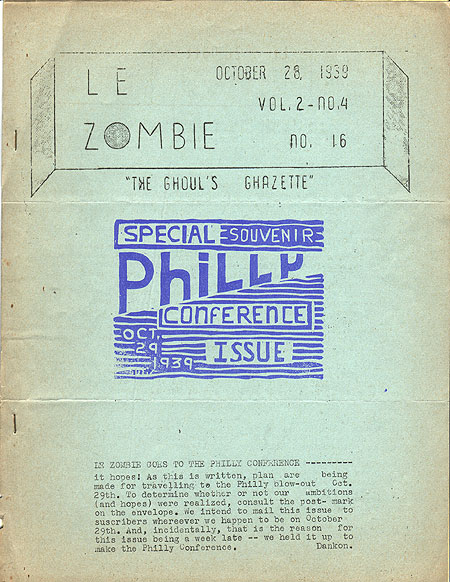 LE
OCTOBER 28, 1939
VOL.2-NO.4
ZOMBIE
NO. 16
"THE GHOUL'S GHAZETTE"
SPECIAL SOUVENIR
PhiLLy
CONFERENCE
OCT.
29
1939
ISSUE
LE ZOMBIE GOES TO THE PHILLY CONFERENCE ---------
it hopes! As this is written, plan are being
made for travelling to the Philly blow-out Oct.
29th. To determine whether or not our ambitions
(and hopes) were realized, consult the post-mark
on the envelope. We intend to mail this issue to
suscribers whereever we happen to be on October
29th. And, incidentally, that is the reason for
this issue being a week late -- we held it up to
make the Philly Conference. Dankon.